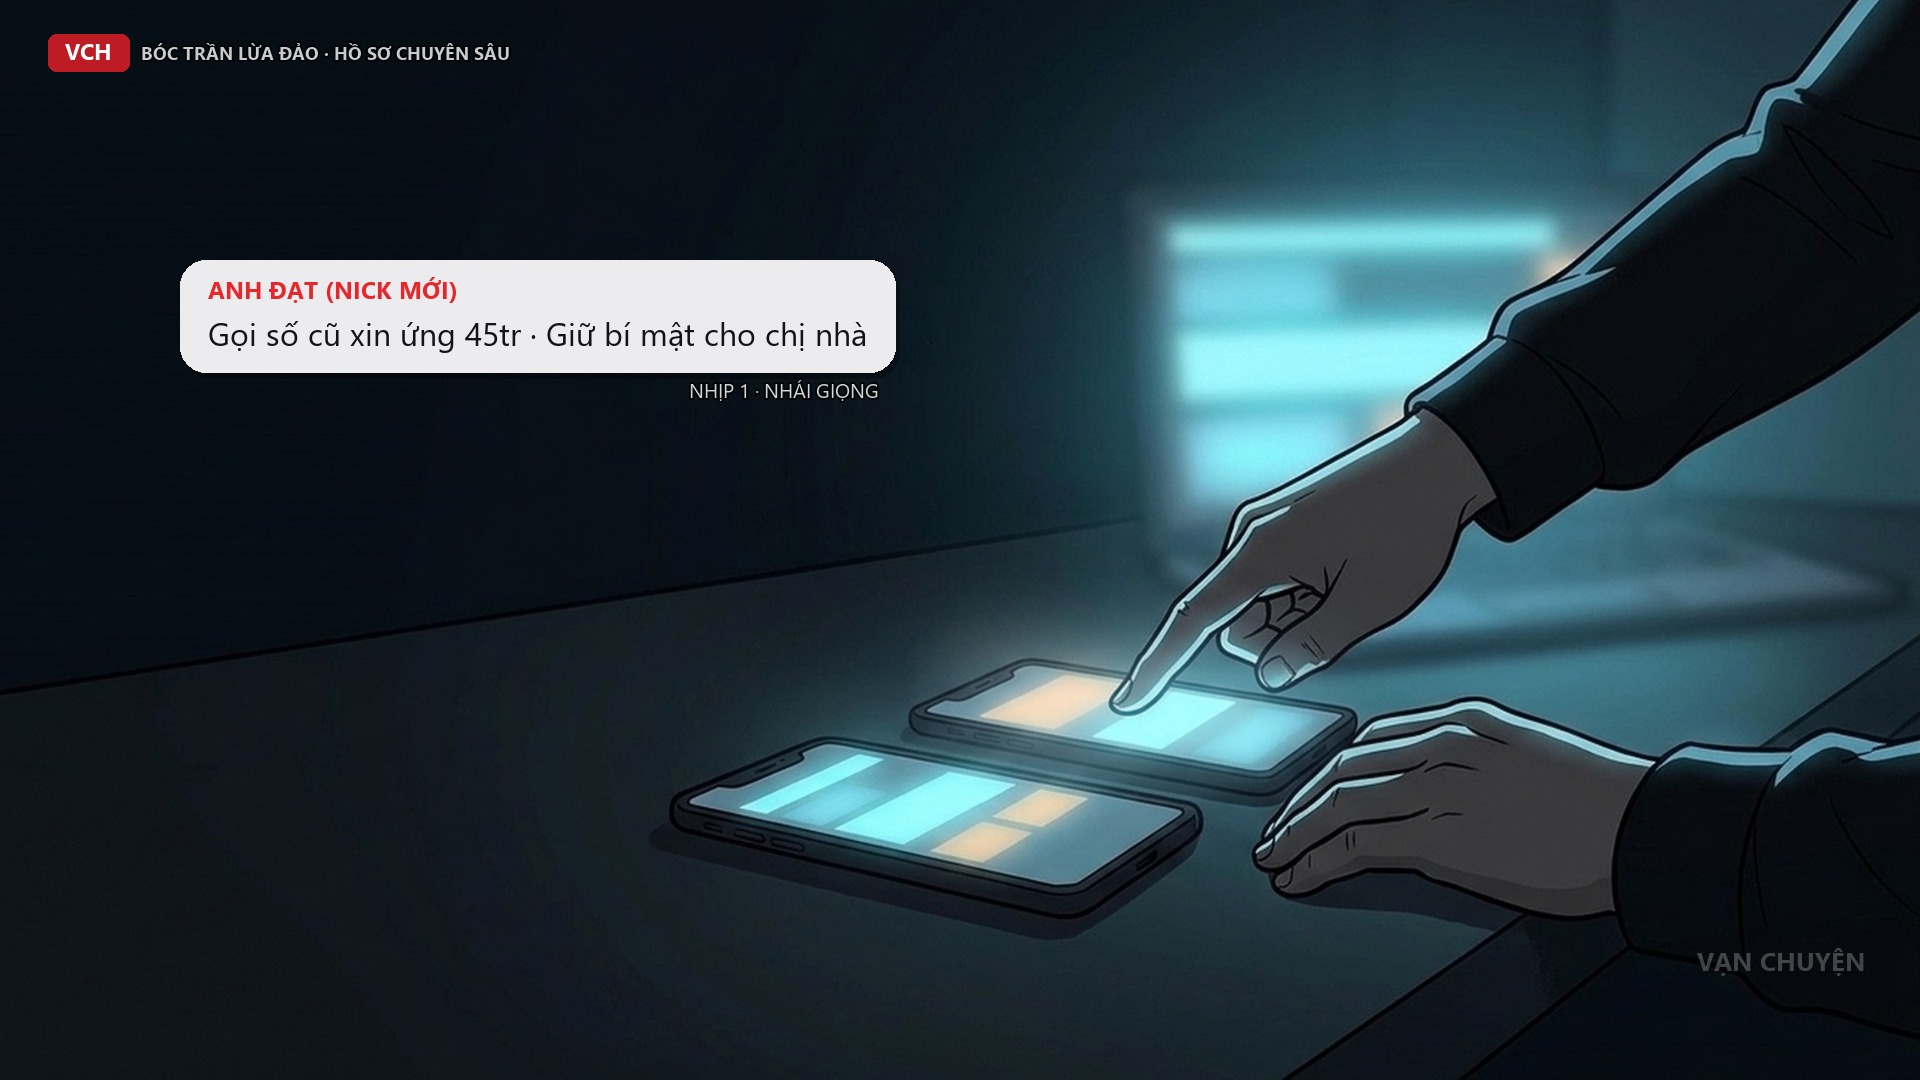 VCH BÓC TRẦN LỪA ĐẢO · HỒ SƠ CHUYÊN SÂU
ANH ĐẠT (NICK MỚI)
Gọi số cũ xin ứng 45tr · Giữ bí mật cho chị nhà
NHỊP 1 · NHÁI GIỌNG
VẠN CHUYỆN